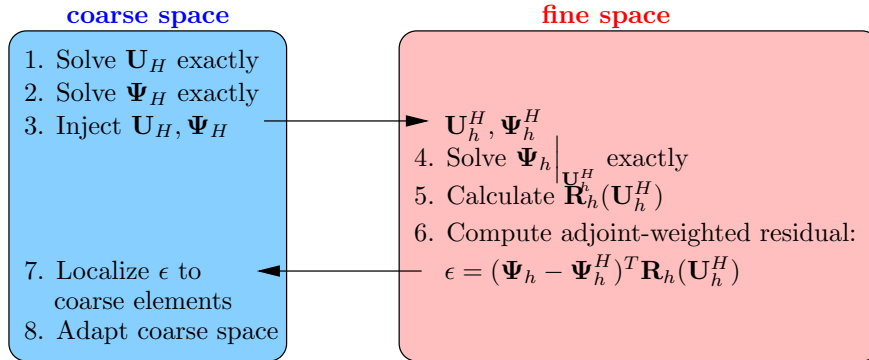 coarse space
1. Solve U_H exactly
2. Solve Ψ_H exactly
3. Inject U_H, Ψ_H
7. Localize ϵ to
coarse elements
8. Adapt coarse space
fine space
U_h^H, Ψ_h^H
4. Solve Ψ_h|_{U_h^H} exactly
5. Calculate R_h(U_h^H)
6. Compute adjoint-weighted residual:
ϵ = (Ψ_h − Ψ_h^H)^T R_h(U_h^H)